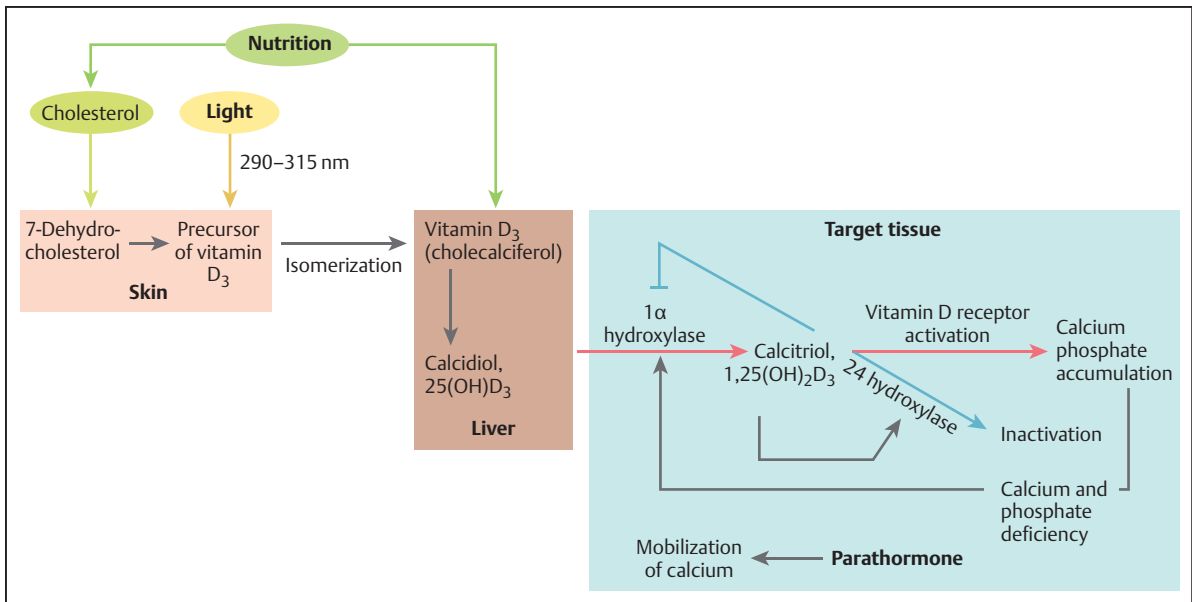 Nutrition
Cholesterol
Light
290–315 nm
7-Dehydro-
cholesterol
Precursor
of vitamin
D₃
Skin
Isomerization
Vitamin D₃
(cholecalciferol)
Calcidiol,
25(OH)D₃
Liver
Target tissue
1α
hydroxylase
Calcitriol,
1,25(OH)₂D₃
Vitamin D receptor
activation
24 hydroxylase
Calcium
phosphate
accumulation
Inactivation
Calcium and
phosphate
deficiency
Mobilization
of calcium
Parathormone